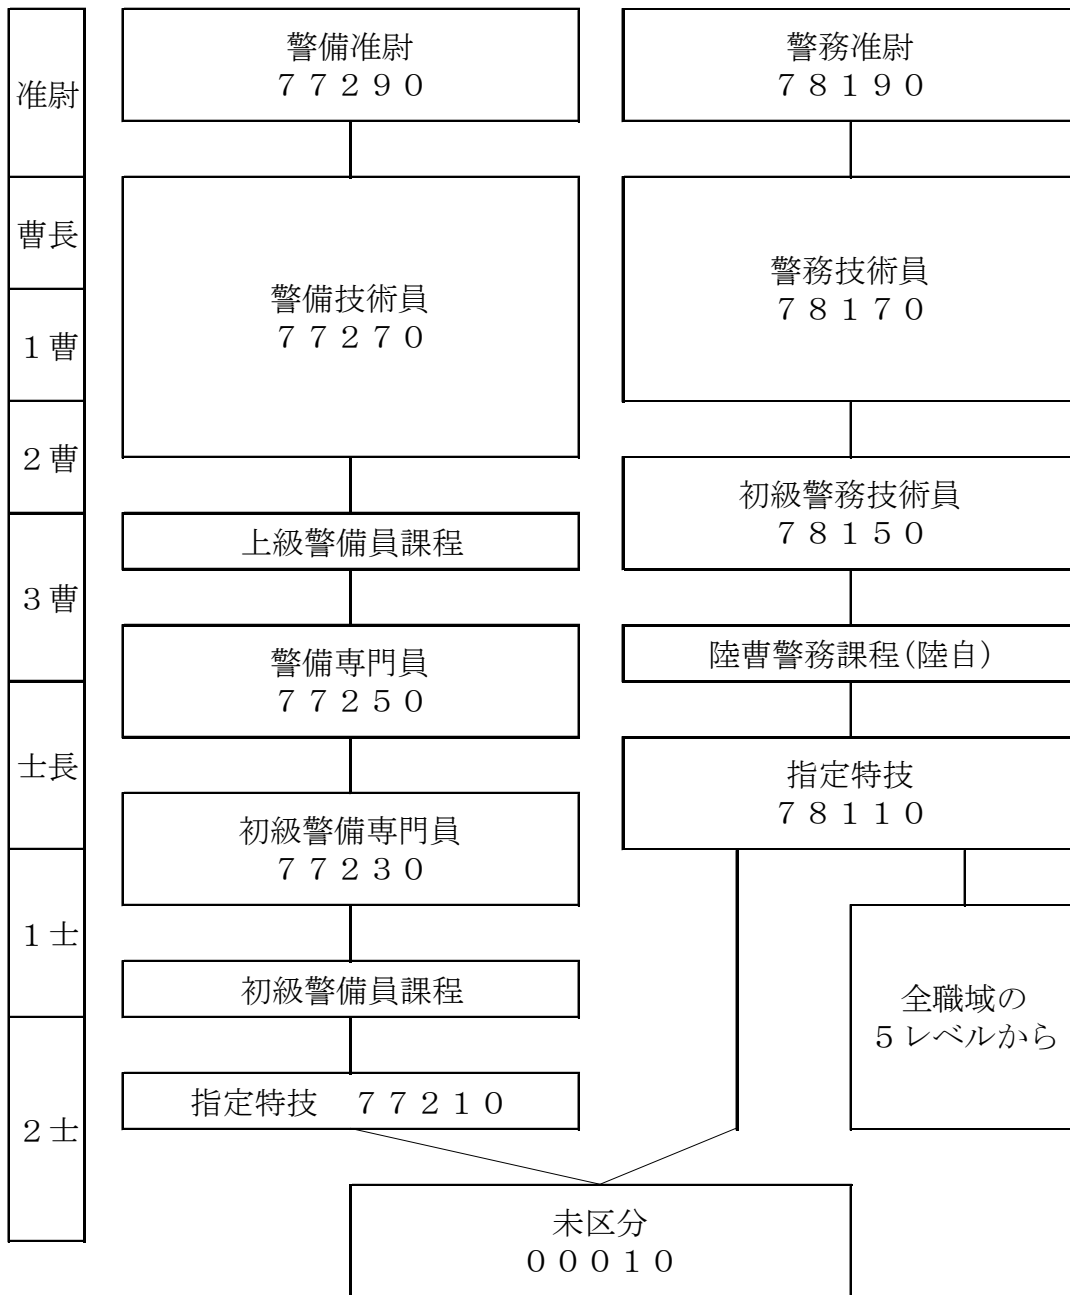 准尉
曹長
１曹
２曹
３曹
士長
１士
２士
警備准尉
７７２９０
警備技術員
７７２７０
上級警備員課程
警備専門員
７７２５０
初級警備専門員
７７２３０
初級警備員課程
指定特技　７７２１０
警務准尉
７８１９０
警務技術員
７８１７０
初級警務技術員
７８１５０
陸曹警務課程(陸自)
指定特技
７８１１０
全職域の
５レベルから
未区分
０００１０